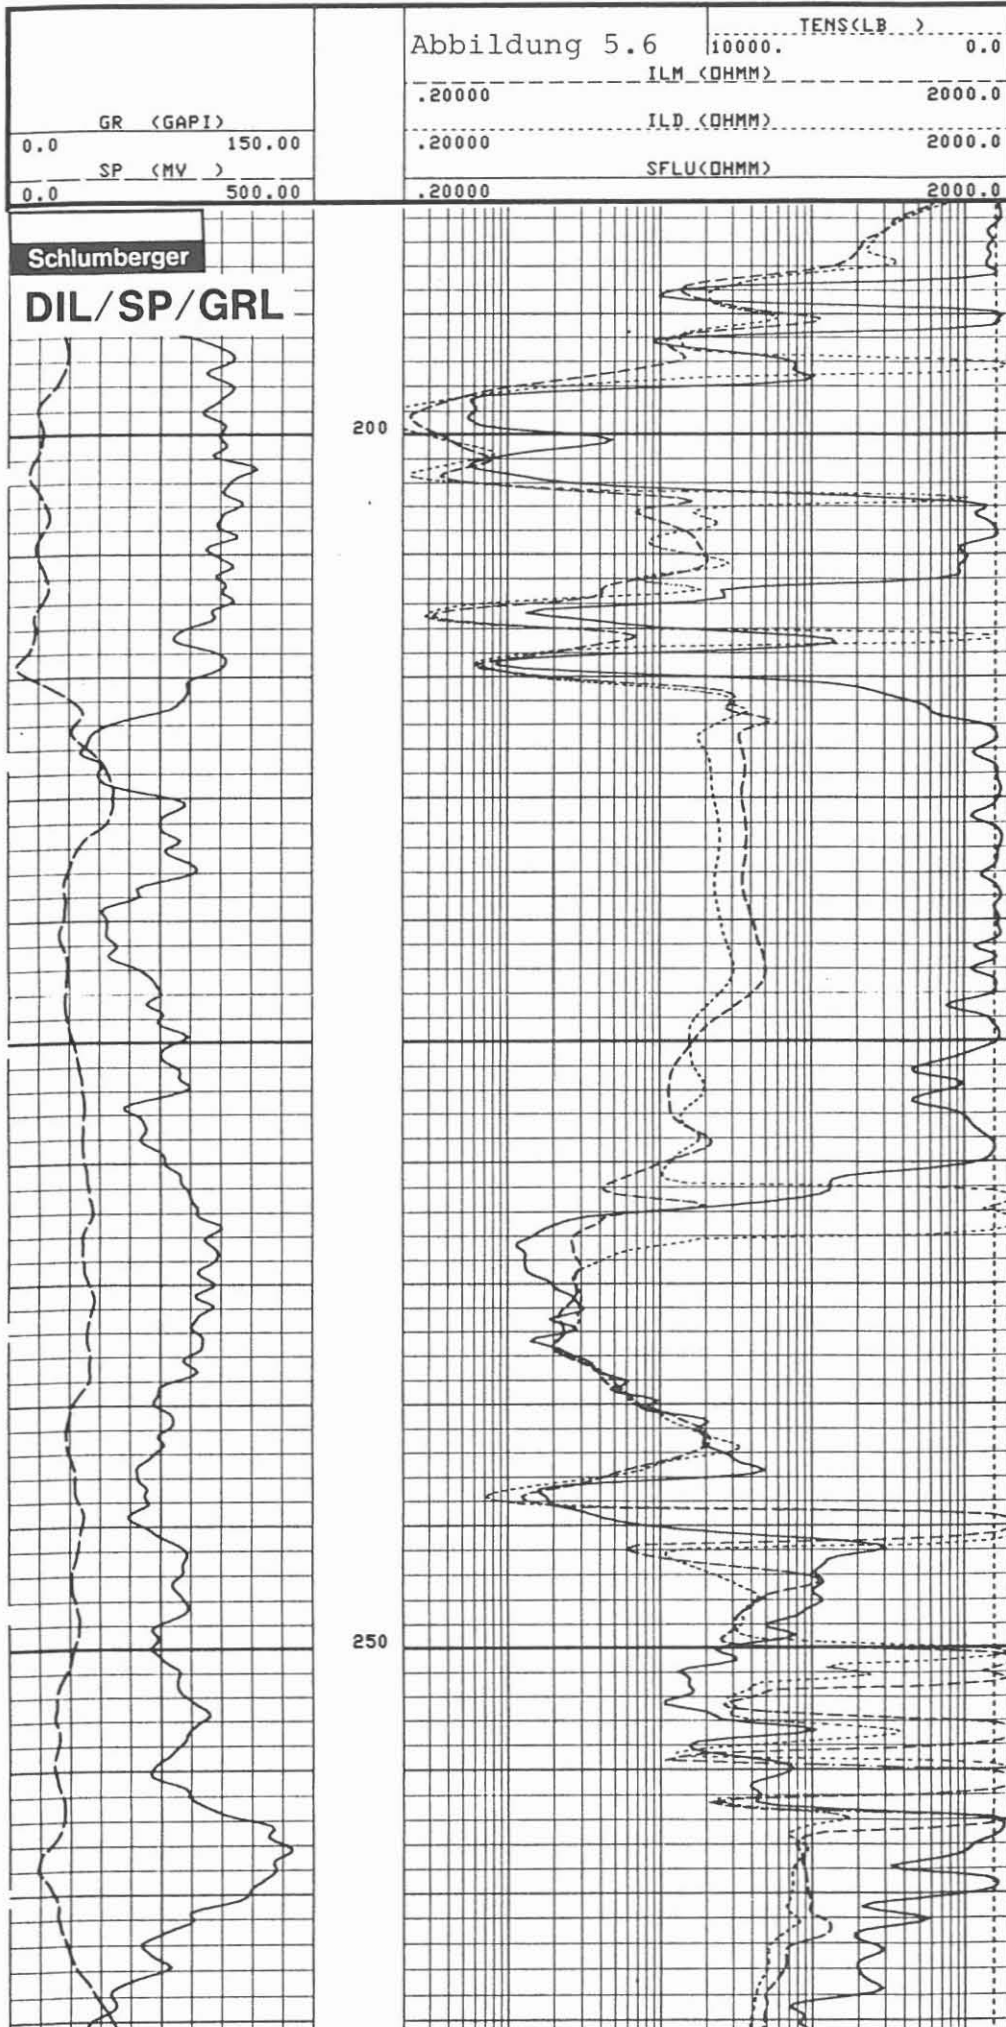 Abbildung 5.6
TENS(LB )
10000. 0.0
ILM (OHMM)
.20000 2000.0
GR (GAPI)
ILD (OHMM)
0.0 150.00
.20000 2000.0
SP (MV )
SFLU(OHMM)
0.0 500.00
.20000 2000.0
Schlumberger
DIL/SP/GRL
200
250